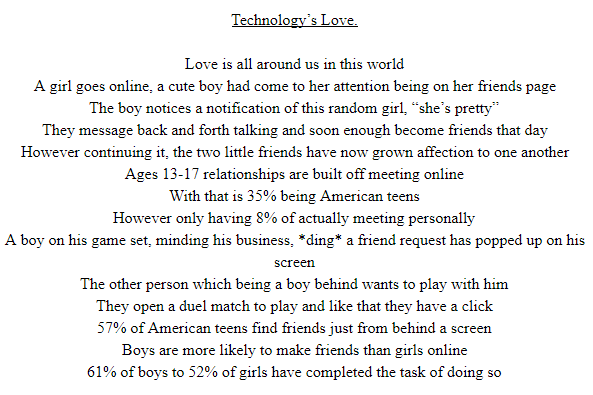 Technology’s Love.
Love is all around us in this world
A girl goes online, a cute boy had come to her attention being on her friends page
The boy notices a notification of this random girl, “she’s pretty”
They message back and forth talking and soon enough become friends that day
However continuing it, the two little friends have now grown affection to one another
Ages 13-17 relationships are built off meeting online
With that is 35% being American teens
However only having 8% of actually meeting personally
A boy on his game set, minding his business, *ding* a friend request has popped up on his
screen
The other person which being a boy behind wants to play with him
They open a duel match to play and like that they have a click
57% of American teens find friends just from behind a screen
Boys are more likely to make friends than girls online
61% of boys to 52% of girls have completed the task of doing so